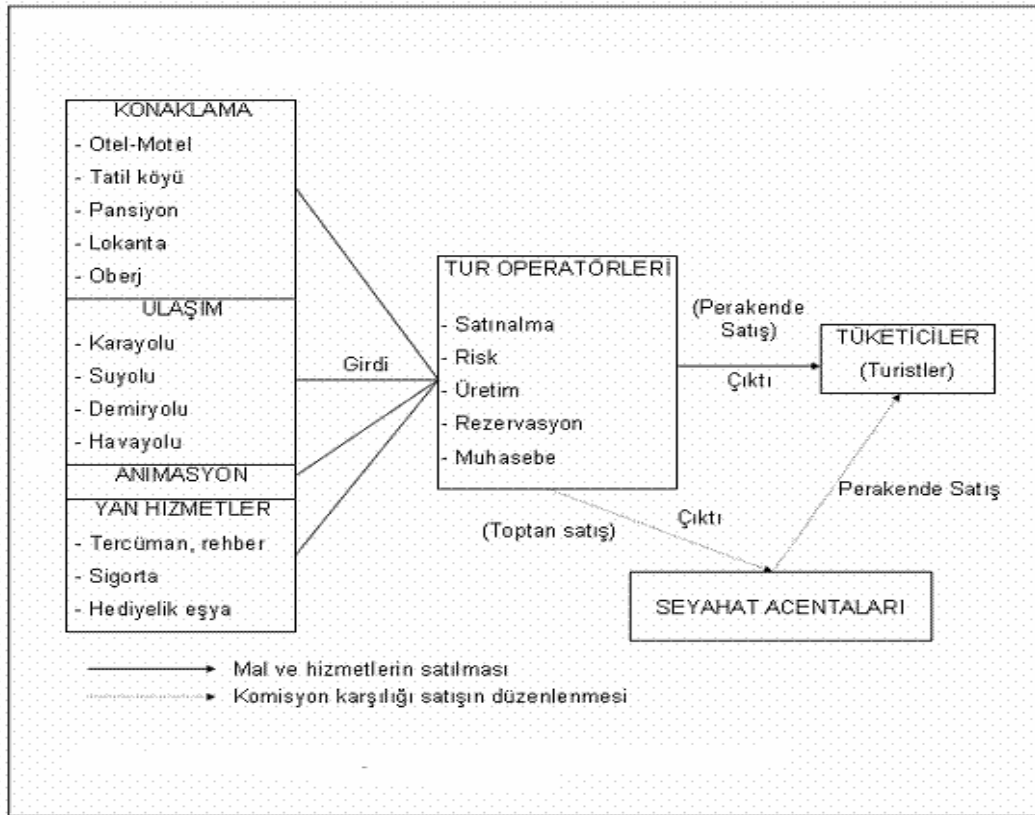 KONAKLAMA
- Otel-Motel
- Tatil köyü
- Pansiyon
- Lokanta
- Oberj
ULAŞIM
- Karayolu
- Suyolu
- Demiryolu
- Havayolu
ANIMASYON
YAN HIZMETLER
- Tercüman, rehber
- Sigorta
- Hediyelik eşya
Girdi
TUR OPERATÖRLERİ
- Satınalma
- Risk
- Üretim
- Rezervasyon
- Muhasebe
(Perakende
Satış)
Çıktı
TÜKETİCİLER
(Turistler)
(Toptan satış)
Çıktı
Perakende Satış
SEYAHAT ACENTALARI
Mal ve hizmetlerin satılması
Komisyon karşılığı satışın düzenlenmesi